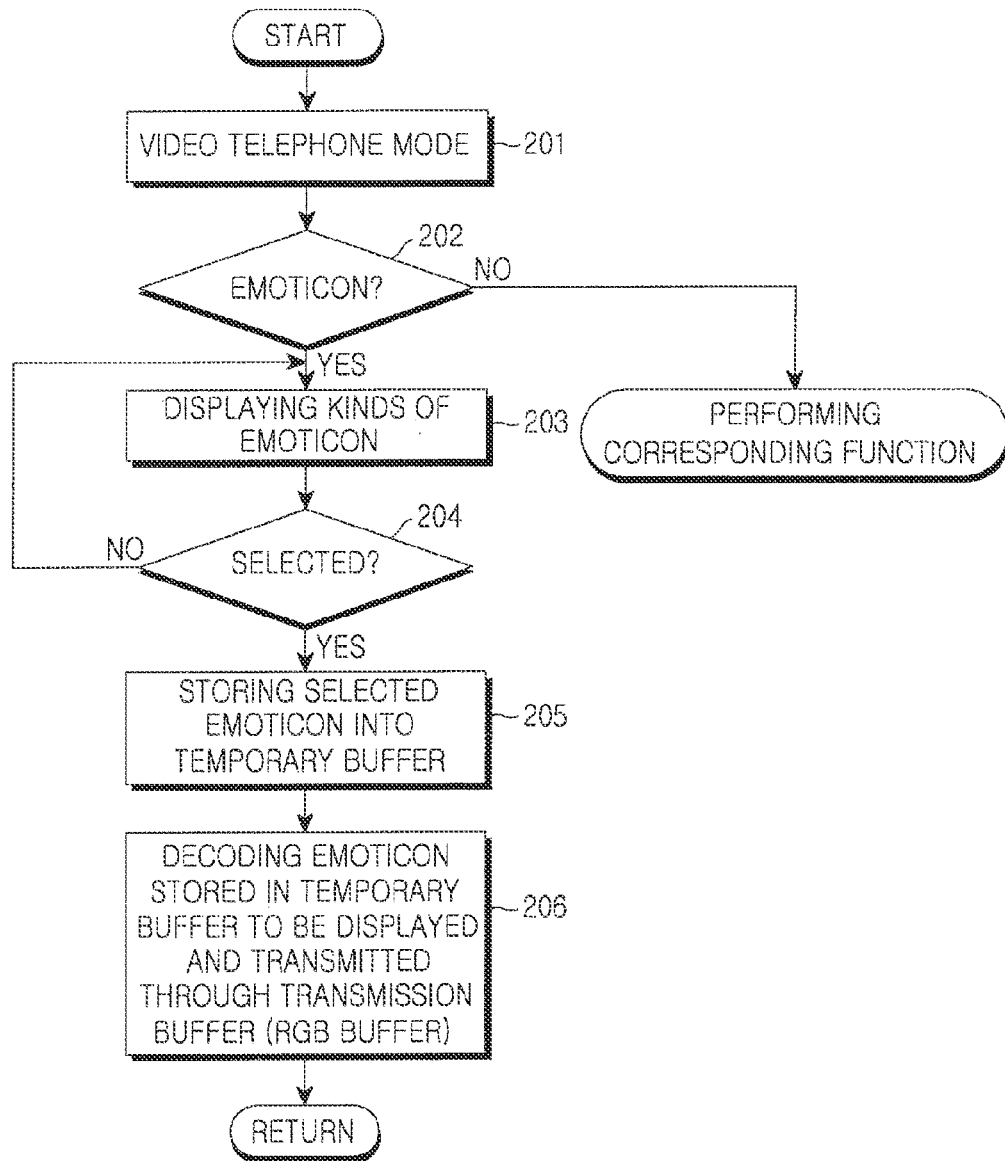 START
VIDEO TELEPHONE MODE
201
202
EMOTICON?
NO
YES
DISPLAYING KINDS OF
EMOTICON
203
PERFORMING
CORRESPONDING FUNCTION
204
NO
SELECTED?
YES
STORING SELECTED
EMOTICON INTO
TEMPORARY BUFFER
205
DECODING EMOTICON
STORED IN TEMPORARY
BUFFER TO BE DISPLAYED
AND TRANSMITTED
THROUGH TRANSMISSION
BUFFER (RGB BUFFER)
206
RETURN